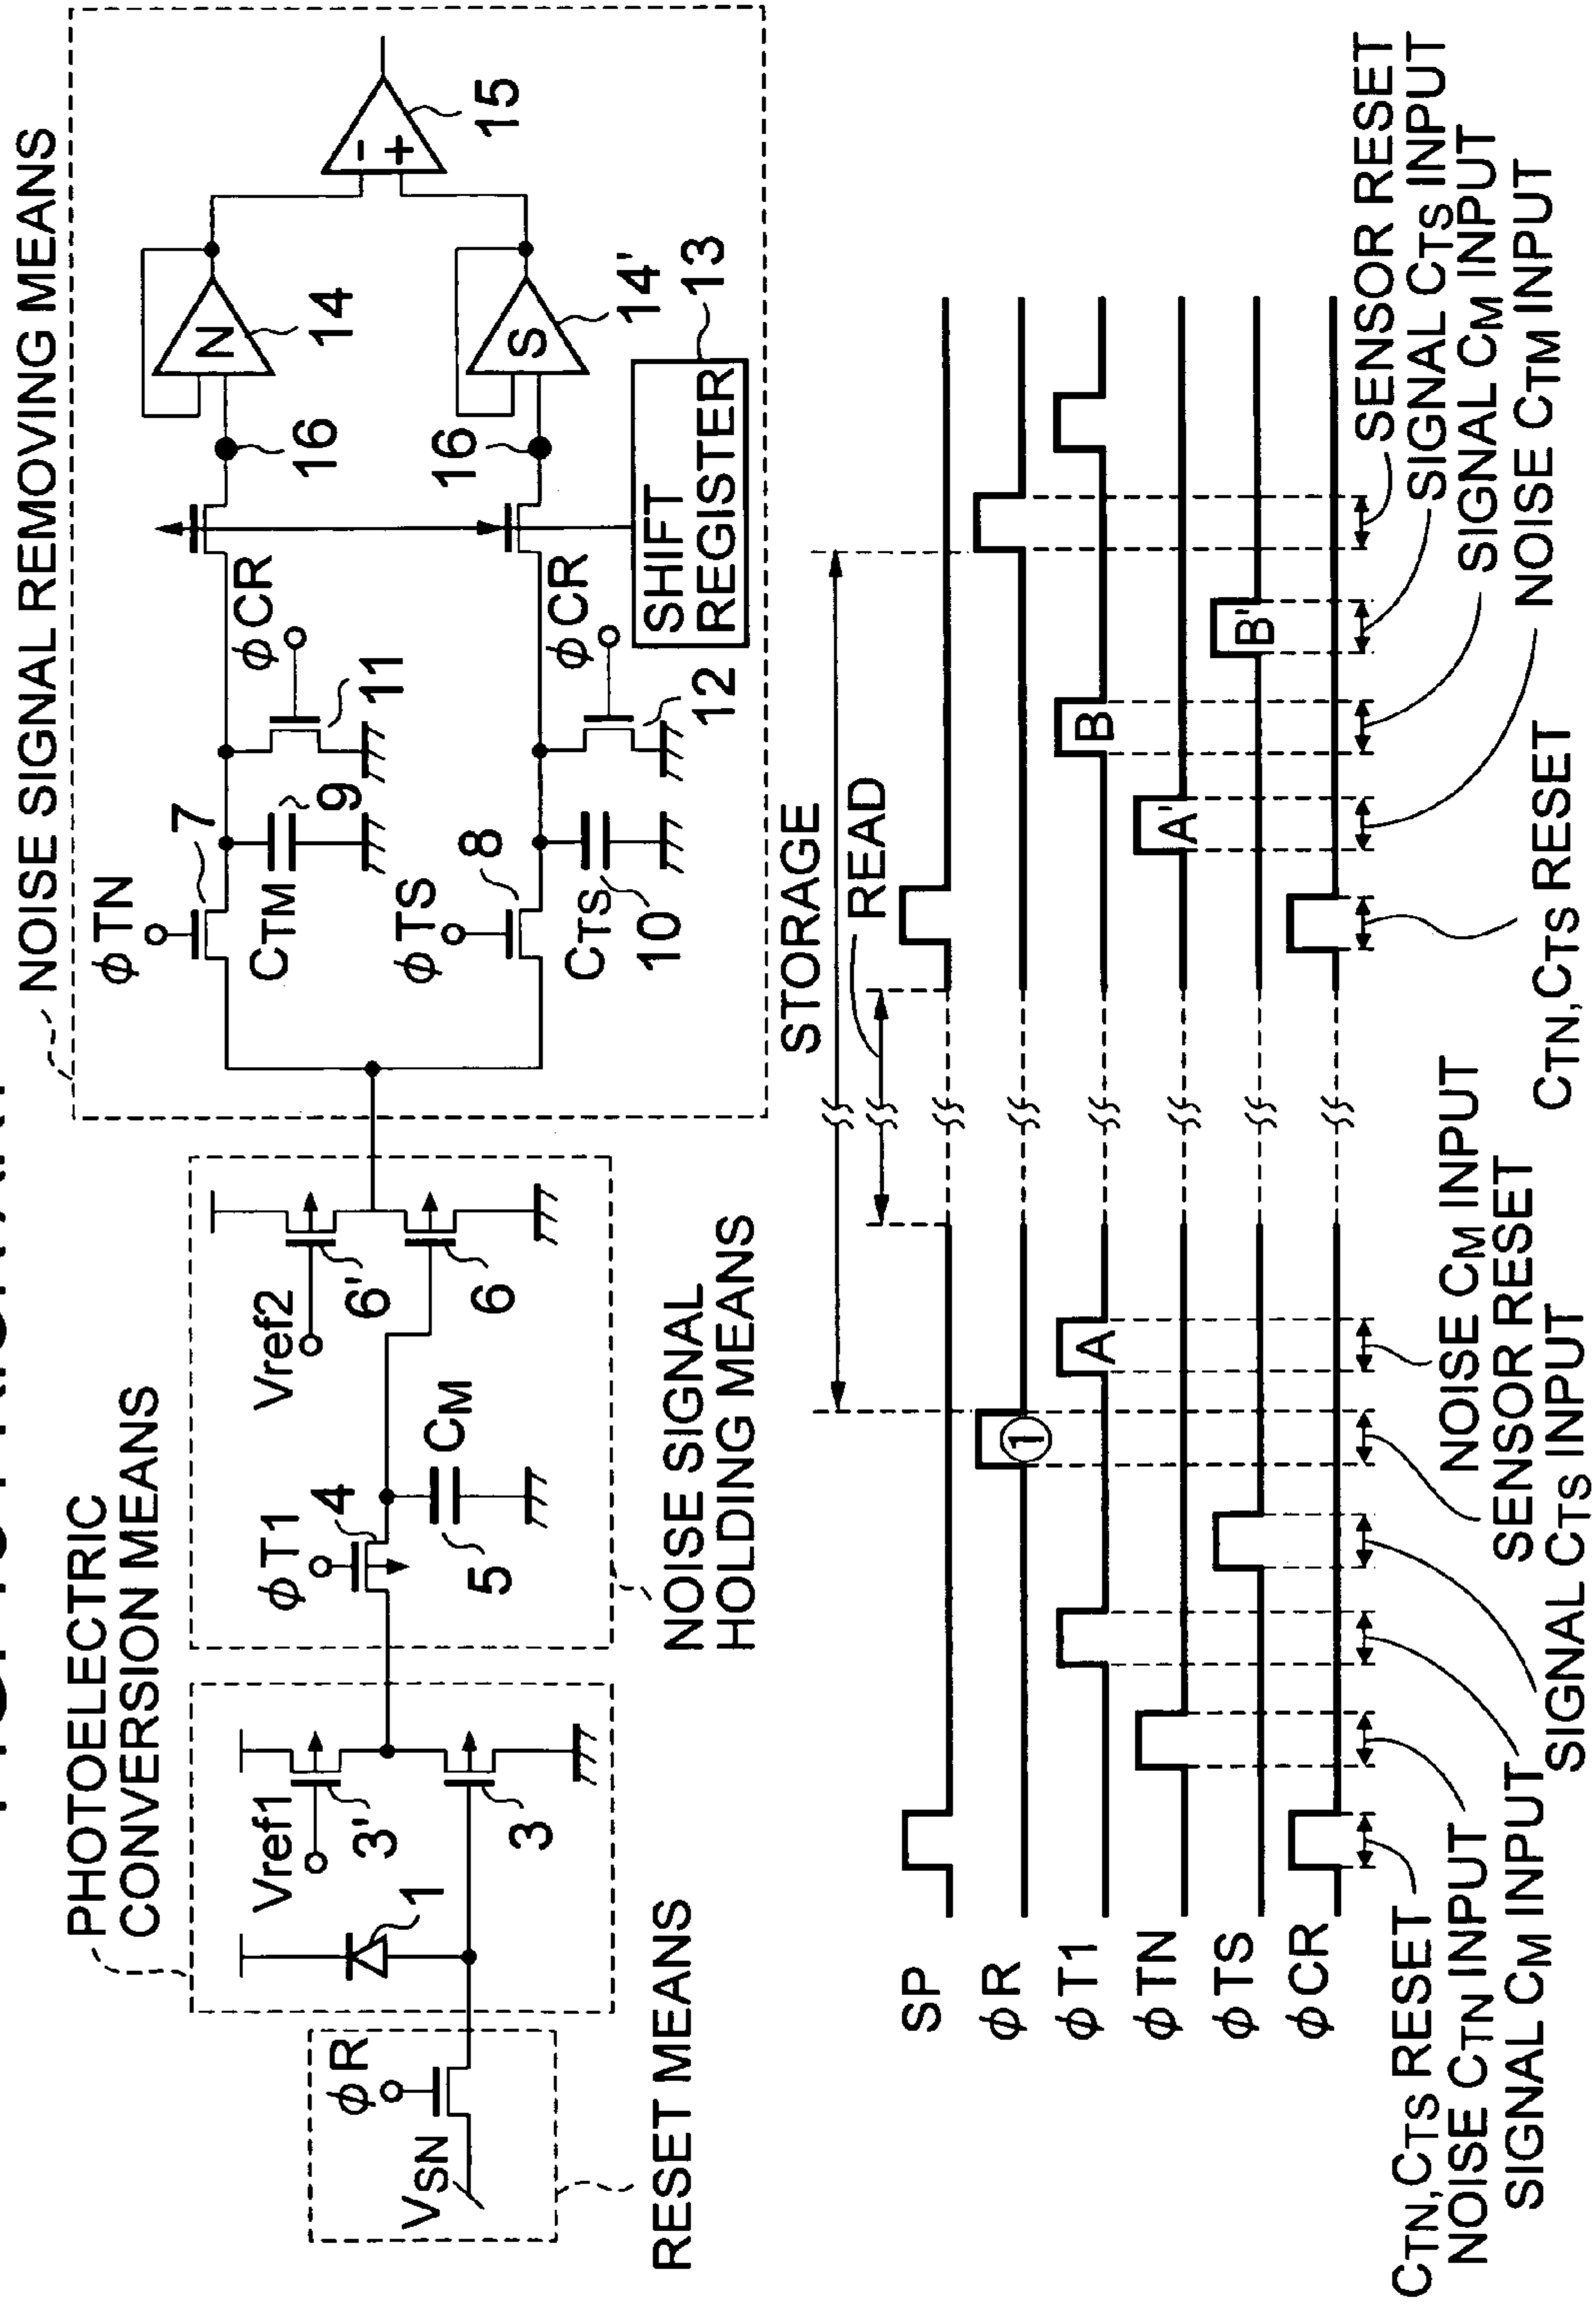 NOISE SIGNAL REMOVING MEANS
PHOTOELECTRIC
CONVERSION MEANS
RESET MEANS
NOISE SIGNAL
HOLDING MEANS
φR
VSN
1
Vref1
3'
3
φT1
4
5
CM
Vref2
6'
6
φTN
7
CTM
9
φCR
11
φTS
8
CTS
10
φCR
12
16
16
N
14
S
14'
SHIFT
REGISTER
13
−
+
15
STORAGE
READ
SP
φR
φT1
φTN
φTS
φCR
1
A
A'
B
B'
CTN,CTS RESET
NOISE CTN INPUT
SIGNAL CM INPUT
SIGNAL CTS INPUT
SENSOR RESET
NOISE CM INPUT
CTN,CTS RESET
NOISE CTM INPUT
SIGNAL CM INPUT
SIGNAL CTS INPUT
SENSOR RESET